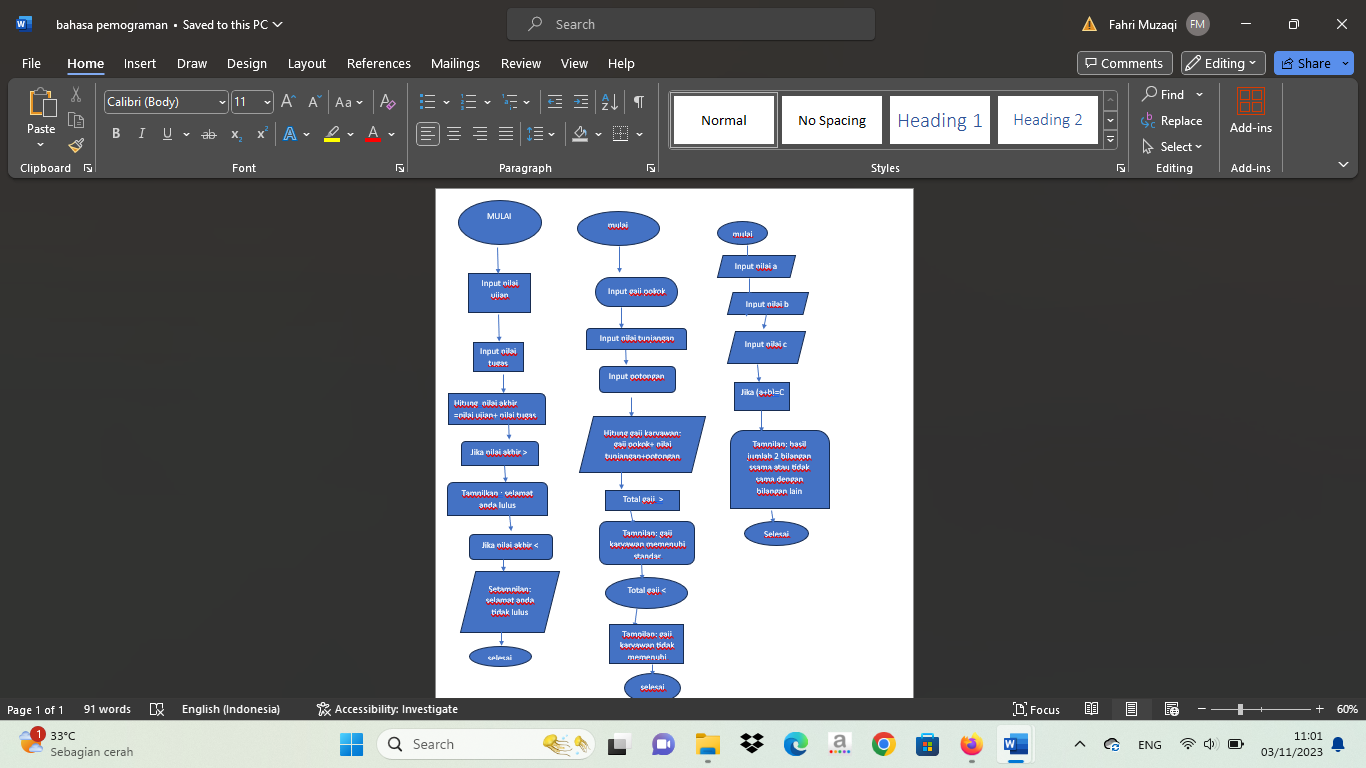 bahasa pemograman • Saved to this PC
Search
Fahri Muzaqi
FM
File
Home
Insert
Draw
Design
Layout
References
Mailings
Review
View
Help
Comments
Editing
Share
Paste
Clipboard
Calibri (Body)
11
Font
Paragraph
Normal
No Spacing
Heading 1
Heading 2
Styles
Find
Replace
Select
Editing
Add-ins
Add-ins
MULAI
Input nilai
ujian
Input nilai
tugas
Hitung nilai akhir
=nilai ujian+ nilai tugas
Jika nilai akhir >
Tampilkan : selamat
anda lulus
Jika nilai akhir <
Setampilan:
selamat anda
tidak lulus
selesai
mulai
Input gaji pokok
Input nilai tunjangan
Input potongan
Hitung gaji karyawan:
gaji pokok+ nilai
tunjangan+potongan
Total gaji >
Tampilan: gaji
karyawan memenuhi
standar
Total gaji <
Tampilan: gaji
karyawan tidak
memenuhi
selesai
mulai
Input nilai a
Input nilai b
Input nilai c
Jika (a+b)=C
Tampilan: hasil
jumlah 2 bilangan
ssama atau tidak
sama dengan
bilangan lain
Selesai
Page 1 of 1
91 words
English (Indonesia)
Accessibility: Investigate
Focus
60%
1
33°C
Sebagian cerah
Search
ENG
11:01
03/11/2023